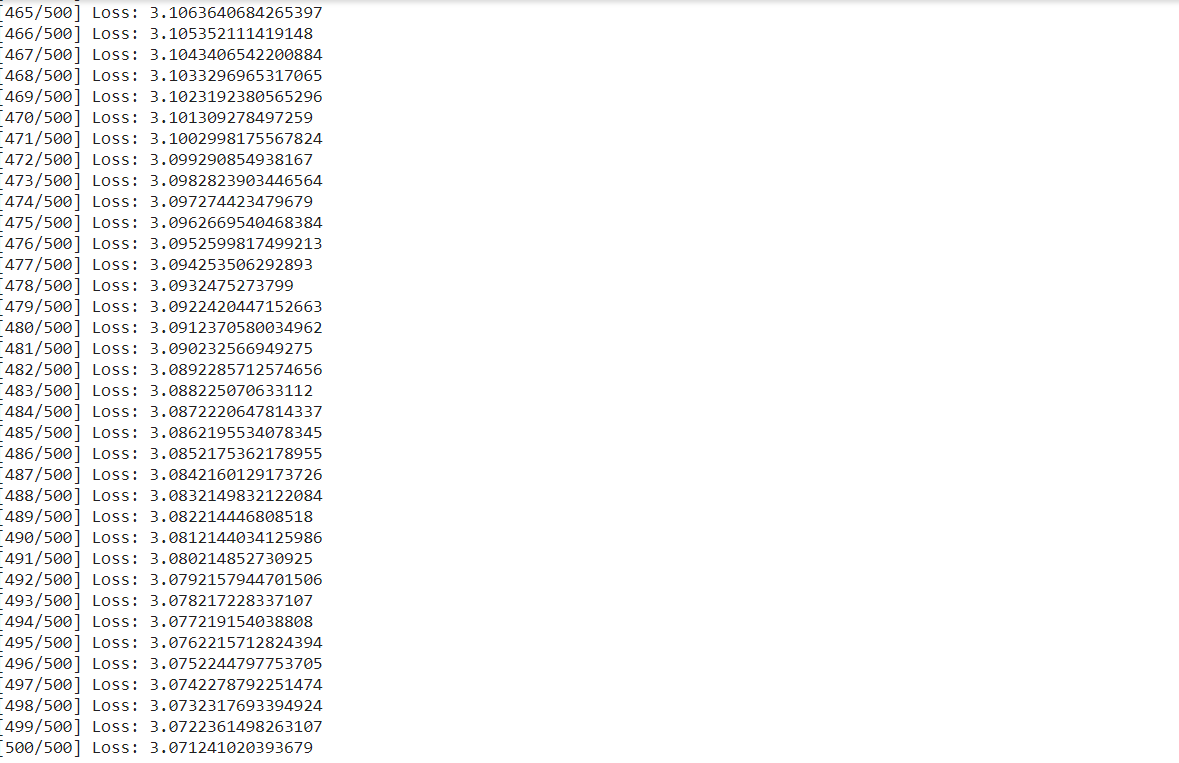 [465/500] Loss: 3.1063640684265397
[466/500] Loss: 3.105352111419148
[467/500] Loss: 3.1043406542200884
[468/500] Loss: 3.1033296965317065
[469/500] Loss: 3.1023192380565296
[470/500] Loss: 3.101309278497259
[471/500] Loss: 3.1002998175567824
[472/500] Loss: 3.099290854938167
[473/500] Loss: 3.0982823903446564
[474/500] Loss: 3.097274423479679
[475/500] Loss: 3.0962669540468384
[476/500] Loss: 3.0952599817499213
[477/500] Loss: 3.094253506292893
[478/500] Loss: 3.0932475273799
[479/500] Loss: 3.0922420447152663
[480/500] Loss: 3.0912370580034962
[481/500] Loss: 3.090232566949275
[482/500] Loss: 3.0892285712574656
[483/500] Loss: 3.088225070633112
[484/500] Loss: 3.0872220647814337
[485/500] Loss: 3.0862195534078345
[486/500] Loss: 3.0852175362178955
[487/500] Loss: 3.0842160129173726
[488/500] Loss: 3.0832149832122084
[489/500] Loss: 3.082214446808518
[490/500] Loss: 3.0812144034125986
[491/500] Loss: 3.080214852730925
[492/500] Loss: 3.0792157944701506
[493/500] Loss: 3.078217228337107
[494/500] Loss: 3.077219154038808
[495/500] Loss: 3.0762215712824394
[496/500] Loss: 3.0752244797753705
[497/500] Loss: 3.0742278792251474
[498/500] Loss: 3.0732317693394924
[499/500] Loss: 3.0722361498263107
[500/500] Loss: 3.071241020393679